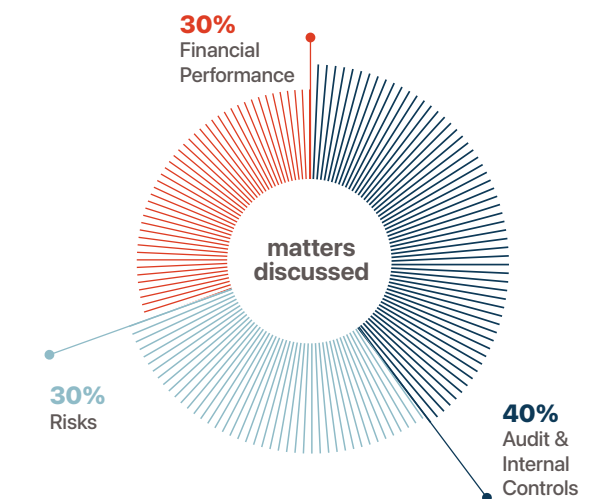 30%
Financial
Performance
matters
discussed
30%
Risks
40%
Audit &
Internal
Controls